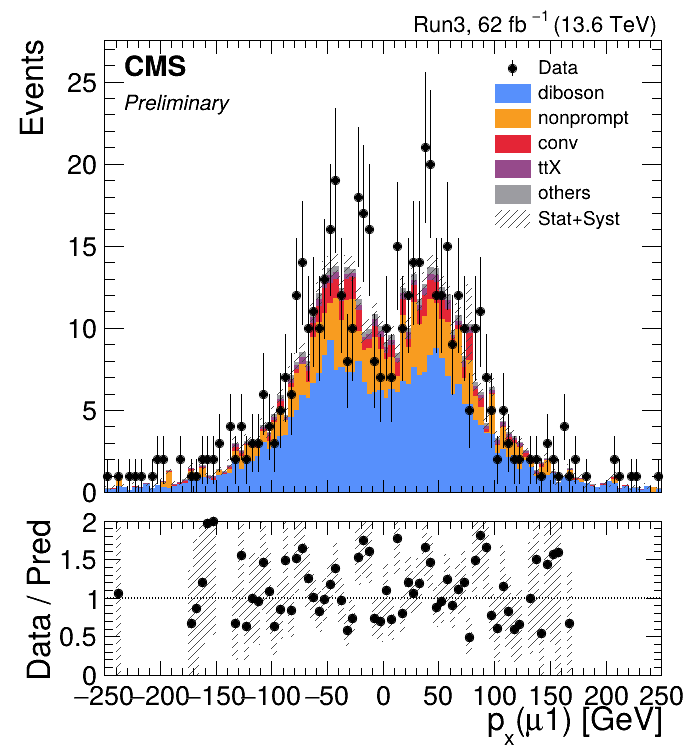 Run3, 62 fb⁻¹ (13.6 TeV)
CMS
Preliminary
Data
diboson
nonprompt
conv
ttX
others
Stat+Syst
Events
25
20
15
10
5
0
Data / Pred
2
1.5
1
0.5
0
−250 −200 −150 −100 −50 0 50 100 150 200 250
pₓ(μ1) [GeV]